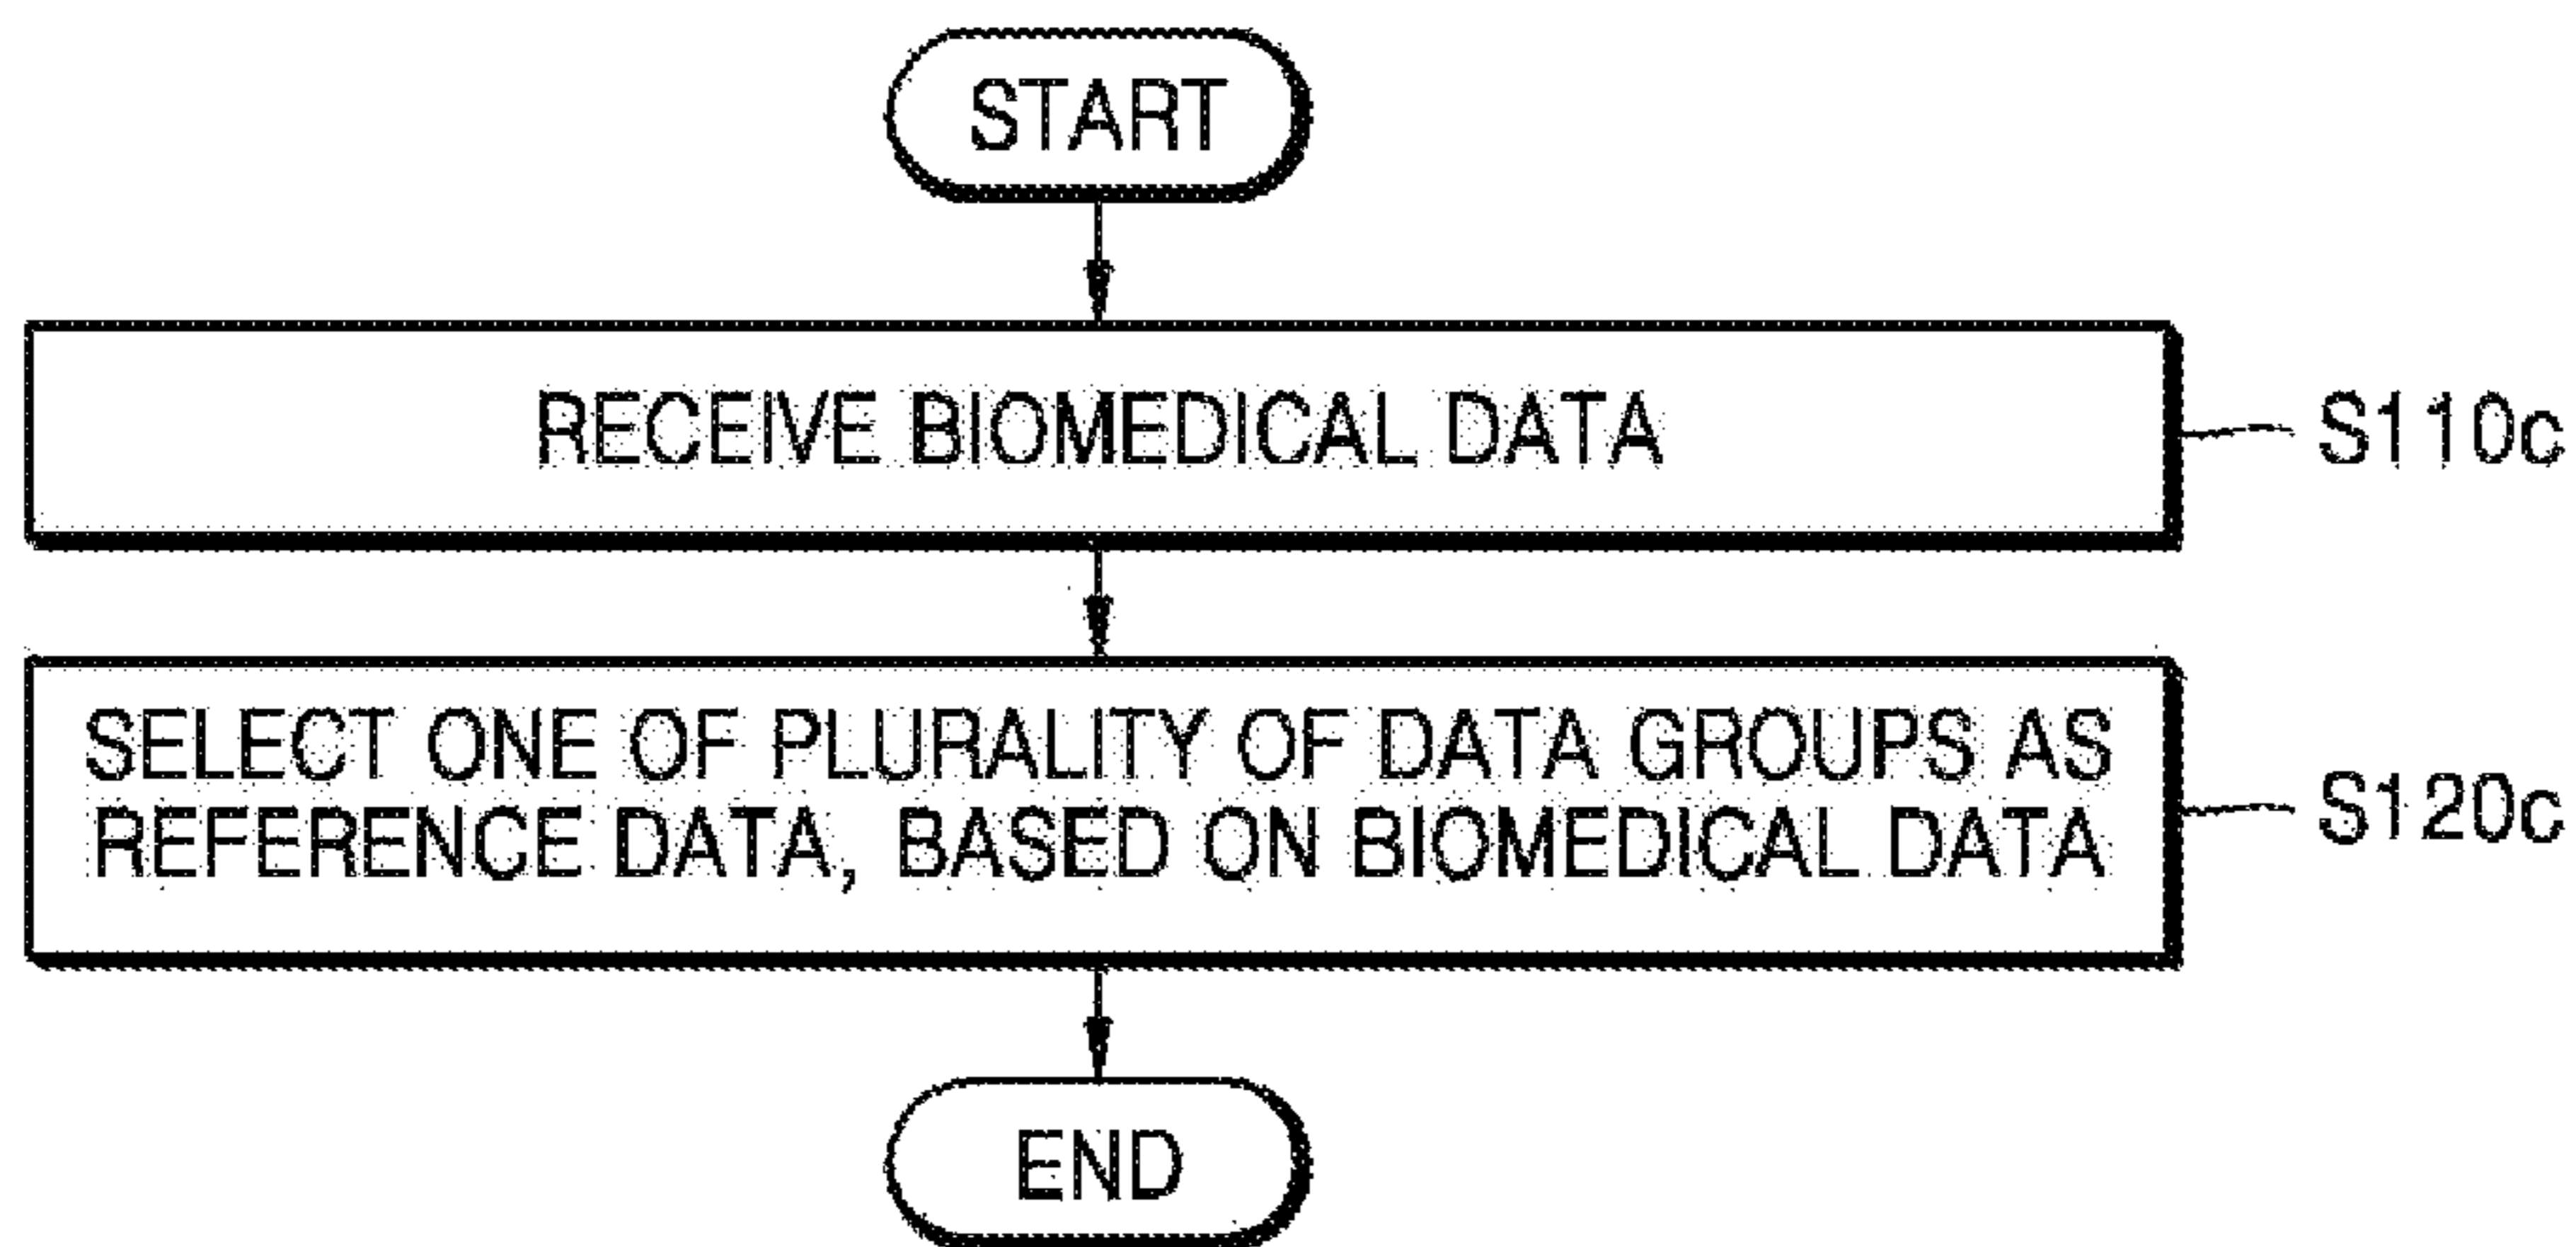 START
RECEIVE BIOMEDICAL DATA
S110c
SELECT ONE OF PLURALITY OF DATA GROUPS AS
REFERENCE DATA, BASED ON BIOMEDICAL DATA
S120c
END